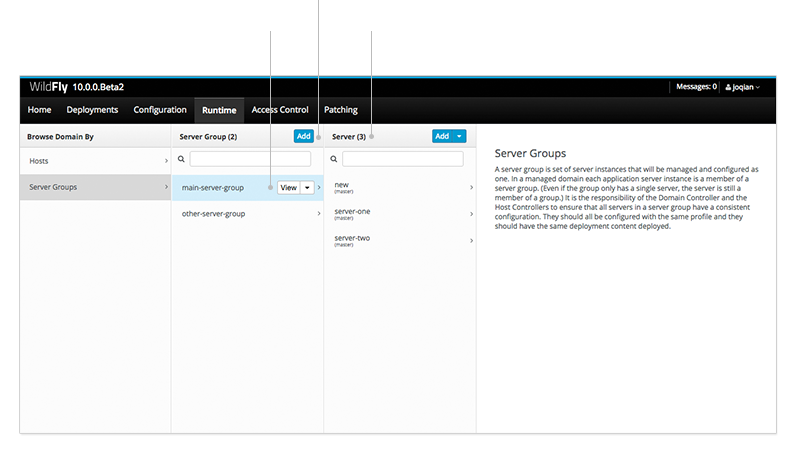 WildFly 10.0.0.Beta2
Messages: 0
joqian
Home
Deployments
Configuration
Runtime
Access Control
Patching
Browse Domain By
Hosts
Server Groups
Server Group (2)
Add
main-server-group
View
other-server-group
Server (3)
Add
new
(master)
server-one
(master)
server-two
(master)
Server Groups
A server group is set of server instances that will be managed and configured as
one. In a managed domain each application server instance is a member of a
server group. (Even if the group only has a single server, the server is still a
member of a group.) It is the responsibility of the Domain Controller and the
Host Controllers to ensure that all servers in a server group have a consistent
configuration. They should all be configured with the same profile and they
should have the same deployment content deployed.